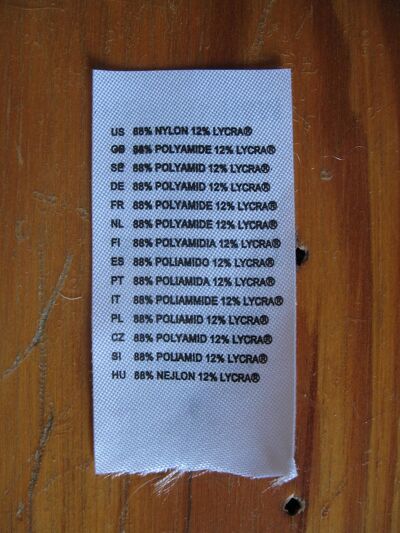 US 88% NYLON 12% LYCRA®
GB 88% POLYAMIDE 12% LYCRA®
SE 88% POLYAMID 12% LYCRA®
DE 88% POLYAMID 12% LYCRA®
FR 88% POLYAMIDE 12% LYCRA®
NL 88% POLYAMIDE 12% LYCRA®
FI 88% POLYAMIDIA 12% LYCRA®
ES 88% POLIAMIDO 12% LYCRA®
PT 88% POLIAMIDA 12% LYCRA®
IT 88% POLIAMMIDE 12% LYCRA®
PL 88% POLIAMID 12% LYCRA®
CZ 88% POLYAMID 12% LYCRA®
SI 88% POLIAMID 12% LYCRA®
HU 88% NEJLON 12% LYCRA®